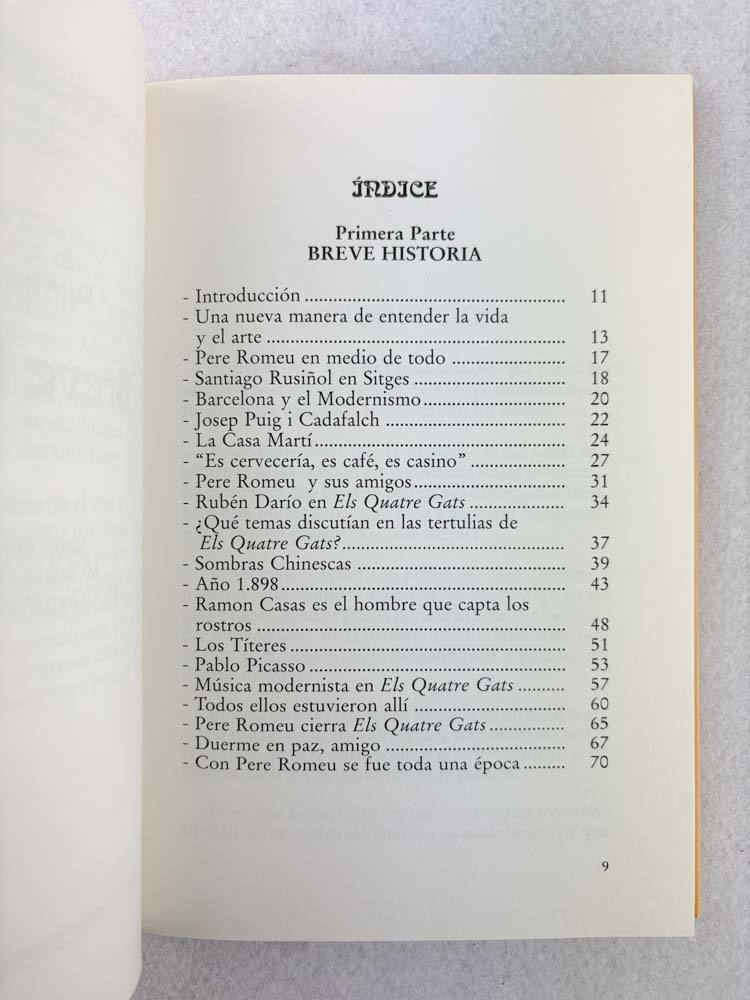 ÍNDICE
Primera Parte
BREVE HISTORIA
- Introducción ........................................................ 11
- Una nueva manera de entender la vida
y el arte ................................................................ 13
- Pere Romeu en medio de todo ........................ 17
- Santiago Rusiñol en Sitges ................................ 18
- Barcelona y el Modernismo .............................. 20
- Josep Puig i Cadafalch ...................................... 22
- La Casa Martí ..................................................... 24
- “Es cervecería, es café, es casino” .................... 27
- Pere Romeu y sus amigos ................................ 31
- Rubén Darío en Els Quatre Gats .................... 34
- ¿Qué temas discutían en las tertulias de
Els Quatre Gats? ............................................... 37
- Sombras Chinescas ............................................. 39
- Año 1.898 ............................................................ 43
- Ramon Casas es el hombre que capta los
rostros .................................................................. 48
- Los Títeres ........................................................... 51
- Pablo Picasso ...................................................... 53
- Música modernista en Els Quatre Gats .......... 57
- Todos ellos estuvieron allí ................................ 60
- Pere Romeu cierra Els Quatre Gats ................ 65
- Duerme en paz, amigo ...................................... 67
- Con Pere Romeu se fue toda una época ......... 70
9